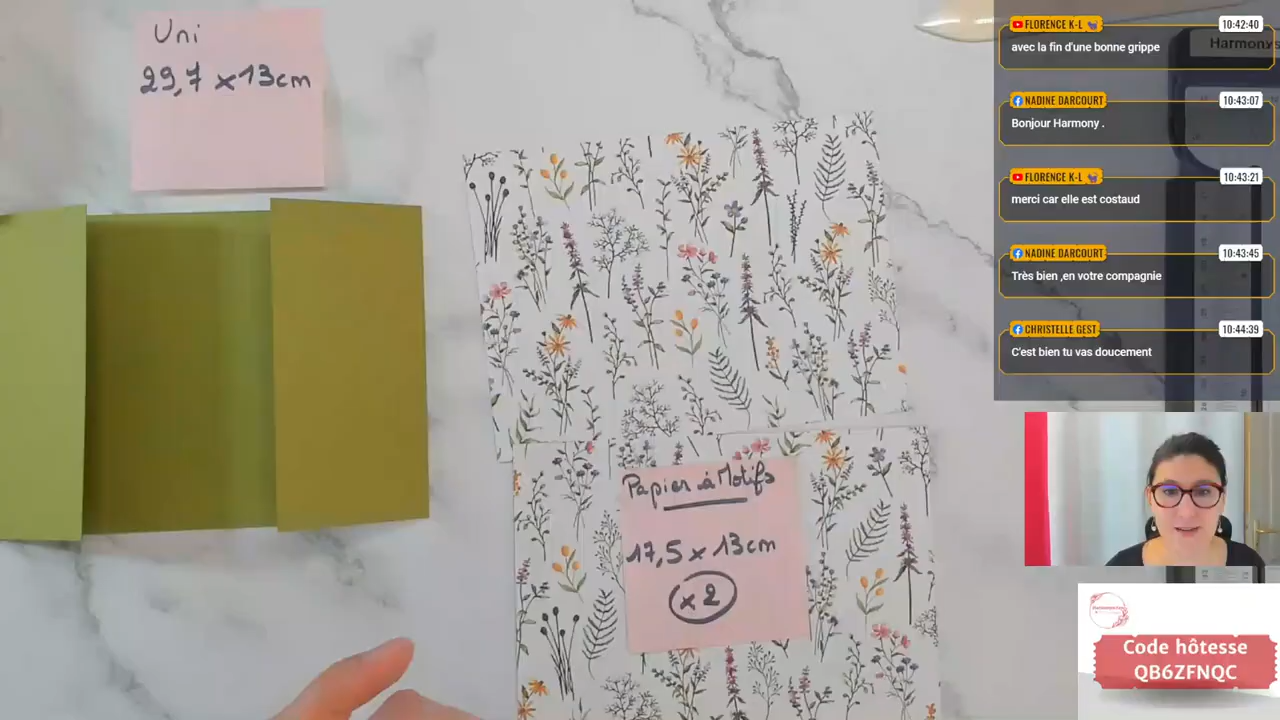 Uni
29,7 x 13cm
Papier à Motifs
17,5 x 13cm
x 2
FLORENCE K-L
10:42:40
avec la fin d'une bonne grippe
Harmonys
NADINE DARCOURT
10:43:07
Bonjour Harmony .
FLORENCE K-L
10:43:21
merci car elle est costaud
NADINE DARCOURT
10:43:45
Très bien ,en votre compagnie
CHRISTELLE GEST
10:44:39
C'est bien tu vas doucement
Code hôtesse
QB6ZFNQC